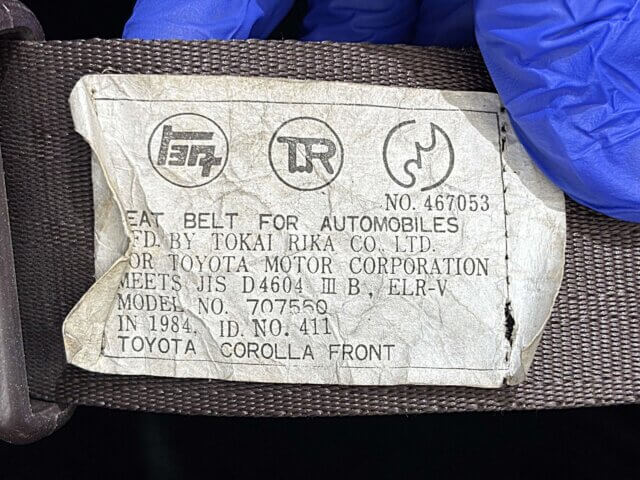 TEQ
T.R
NO. 467053
EAT BELT FOR AUTOMOBILES
FD. BY TOKAI RIKA CO., LTD.
OR TOYOTA MOTOR CORPORATION
MEETS JIS D4604 III B, ELR-V
MODEL NO. 707560
IN 1984, ID. NO. 411
TOYOTA COROLLA FRONT